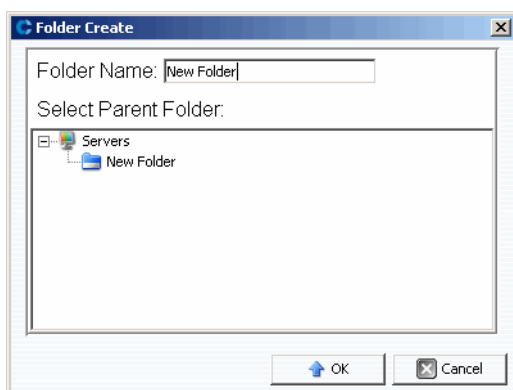 Folder Create
Folder Name: New Folder
Select Parent Folder:
Servers
New Folder
OK
Cancel